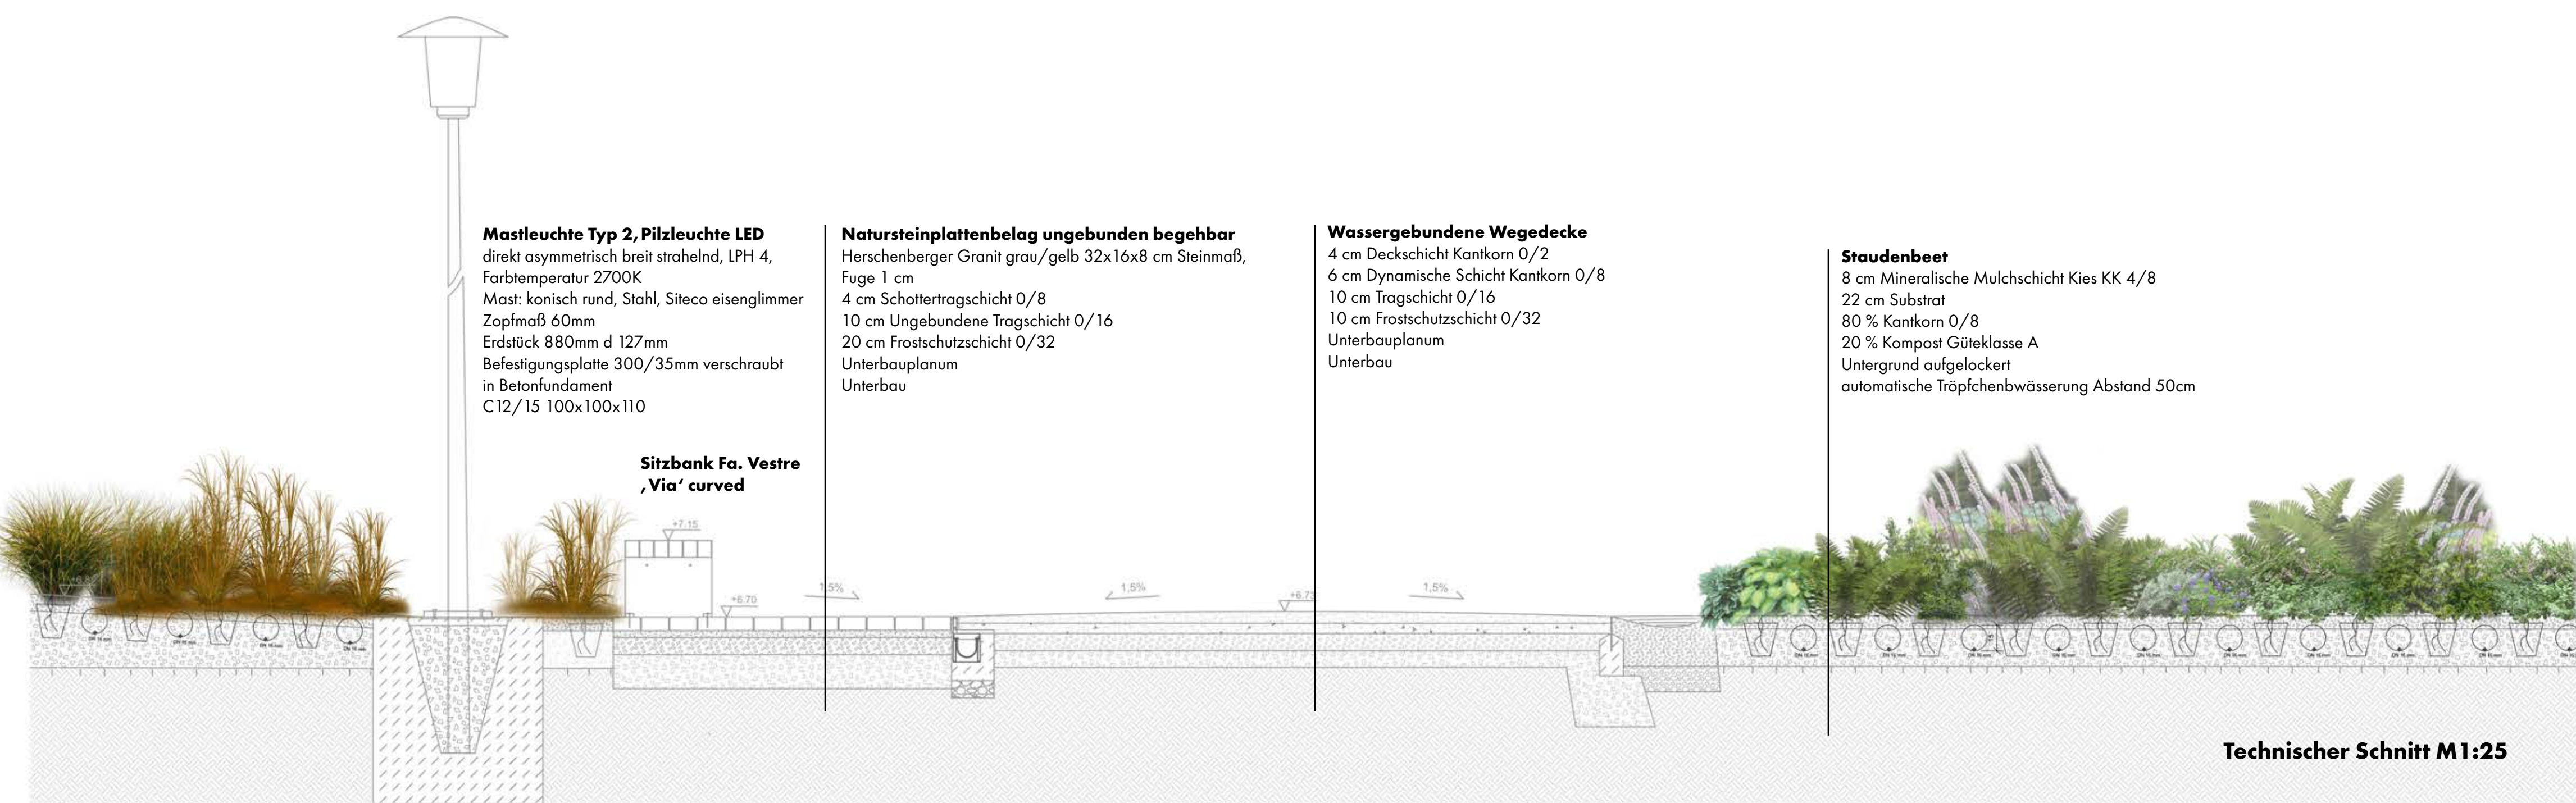 Mastleuchte Typ 2, Pilzleuchte LED
direkt asymmetrisch breit strahelnd, LPH 4,
Farbtemperatur 2700K
Mast: konisch rund, Stahl, Siteco eisenglimmer
Zopfmaß 60mm
Erdstück 880mm d 127mm
Befestigungsplatte 300/35mm verschraubt
in Betonfundament
C12/15 100x100x110
Sitzbank Fa. Vestre
‚Via‘ curved
Natursteinplattenbelag ungebunden begehbar
Herschenberger Granit grau/gelb 32x16x8 cm Steinmaß,
Fuge 1 cm
4 cm Schottertragschicht 0/8
10 cm Ungebundene Tragschicht 0/16
20 cm Frostschutzschicht 0/32
Unterbauplanum
Unterbau
Wassergebundene Wegedecke
4 cm Deckschicht Kantkorn 0/2
6 cm Dynamische Schicht Kantkorn 0/8
10 cm Tragschicht 0/16
10 cm Frostschutzschicht 0/32
Unterbauplanum
Unterbau
Staudenbeet
8 cm Mineralische Mulchschicht Kies KK 4/8
22 cm Substrat
80 % Kantkorn 0/8
20 % Kompost Güteklasse A
Untergrund aufgelockert
automatische Tröpfchenbwässerung Abstand 50cm
+7.15
+6.70
1,5%
1,5%
1,5%
Technischer Schnitt M1:25